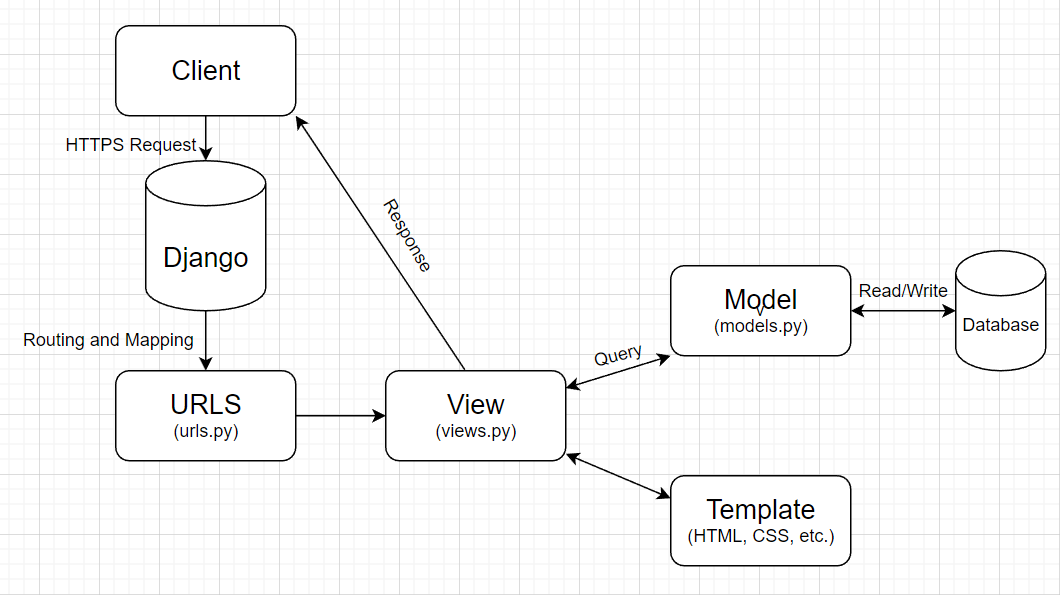 Client
HTTPS Request
Django
Response
Routing and Mapping
URLS
(urls.py)
View
(views.py)
Query
Model
v
(models.py)
Read/Write
Database
Template
(HTML, CSS, etc.)